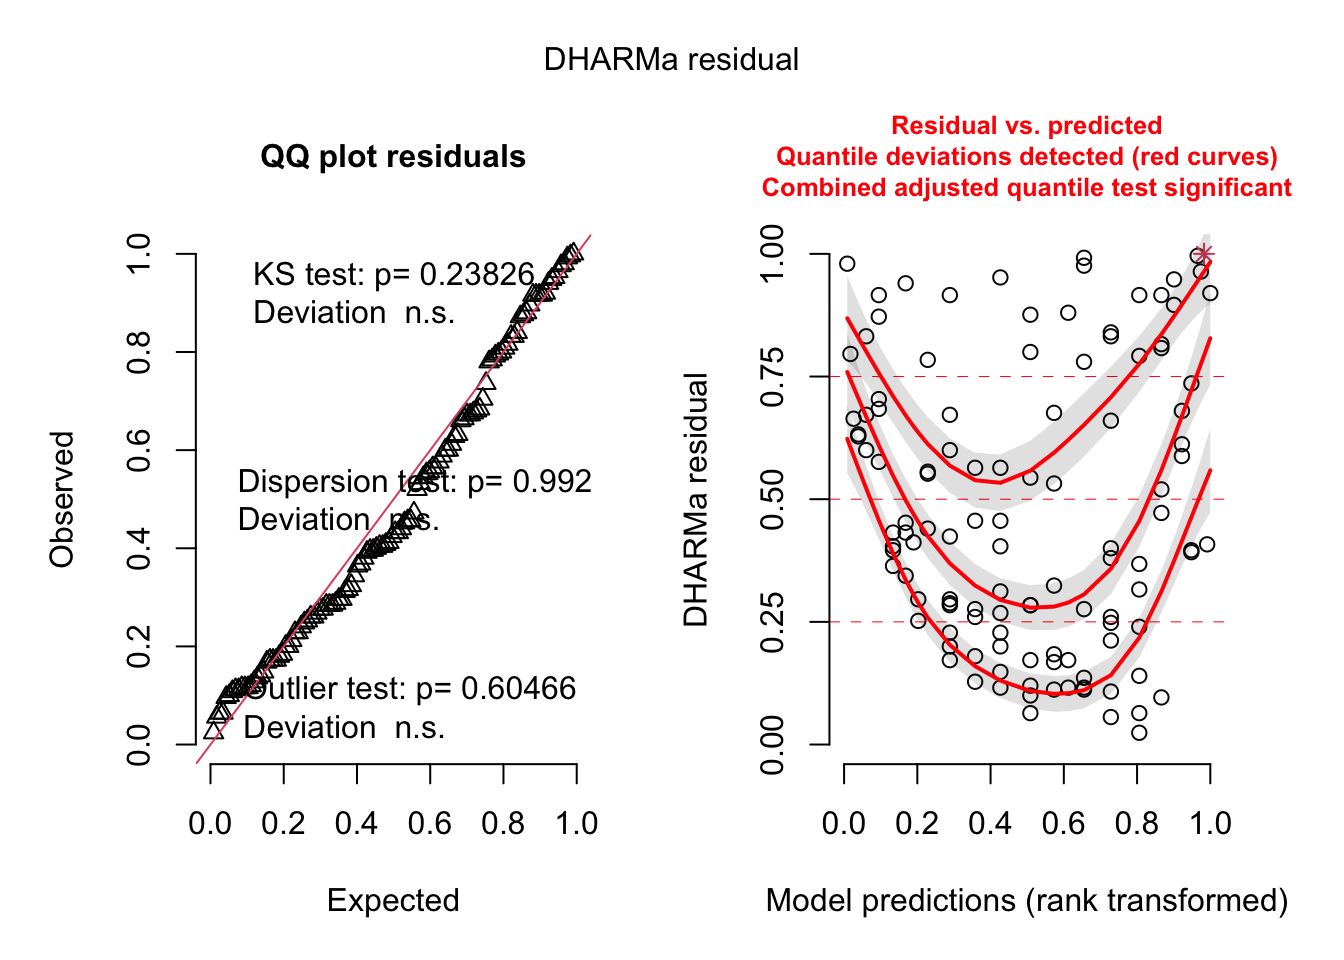 DHARMa residual
QQ plot residuals
KS test: p= 0.23826
Deviation  n.s.
Dispersion test: p= 0.992
Deviation  n.s.
Outlier test: p= 0.60466
Deviation  n.s.
Observed
0.0
0.2
0.4
0.6
0.8
1.0
0.0 0.2 0.4 0.6 0.8 1.0
Expected
Residual vs. predicted
Quantile deviations detected (red curves)
Combined adjusted quantile test significant
DHARMa residual
0.00
0.25
0.50
0.75
1.00
0.0 0.2 0.4 0.6 0.8 1.0
Model predictions (rank transformed)